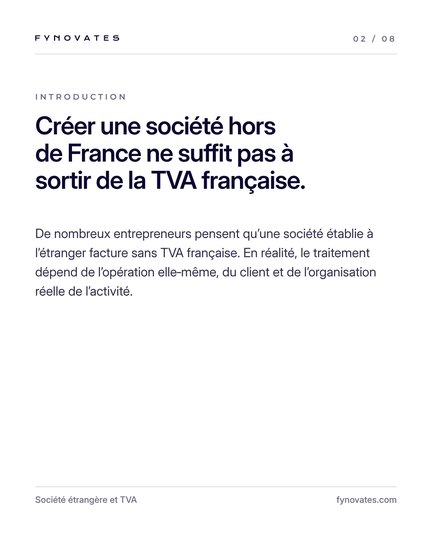 FYNOVATES
02 / 08
INTRODUCTION
Créer une société hors
de France ne suffit pas à
sortir de la TVA française.
De nombreux entrepreneurs pensent qu’une société établie à
l’étranger facture sans TVA française. En réalité, le traitement
dépend de l’opération elle-même, du client et de l’organisation
réelle de l’activité.
Société étrangère et TVA
fynovates.com